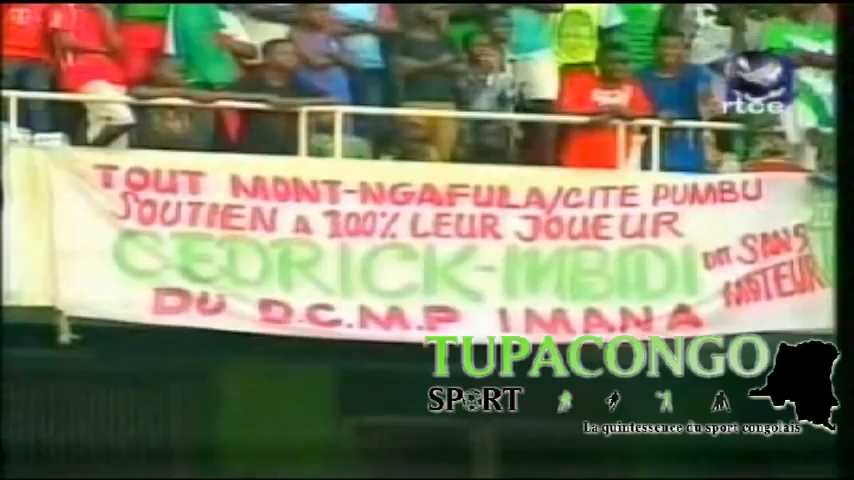 rtce
TOUT MONT-NGAFULA/CITE PUMBU
SOUTIEN A 100% LEUR JOUEUR
CEDRICK-IMBIDI DIT SANS MOTEUR
DU D.C.M.P IMANA
TUPACONGO
SPORT
La quintessence du sport congolais